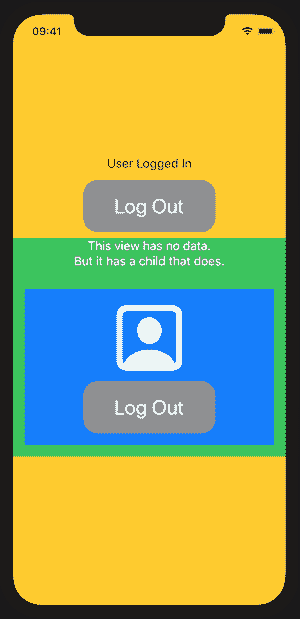 09:41
User Logged In
Log Out
This view has no data.
But it has a child that does.
Log Out